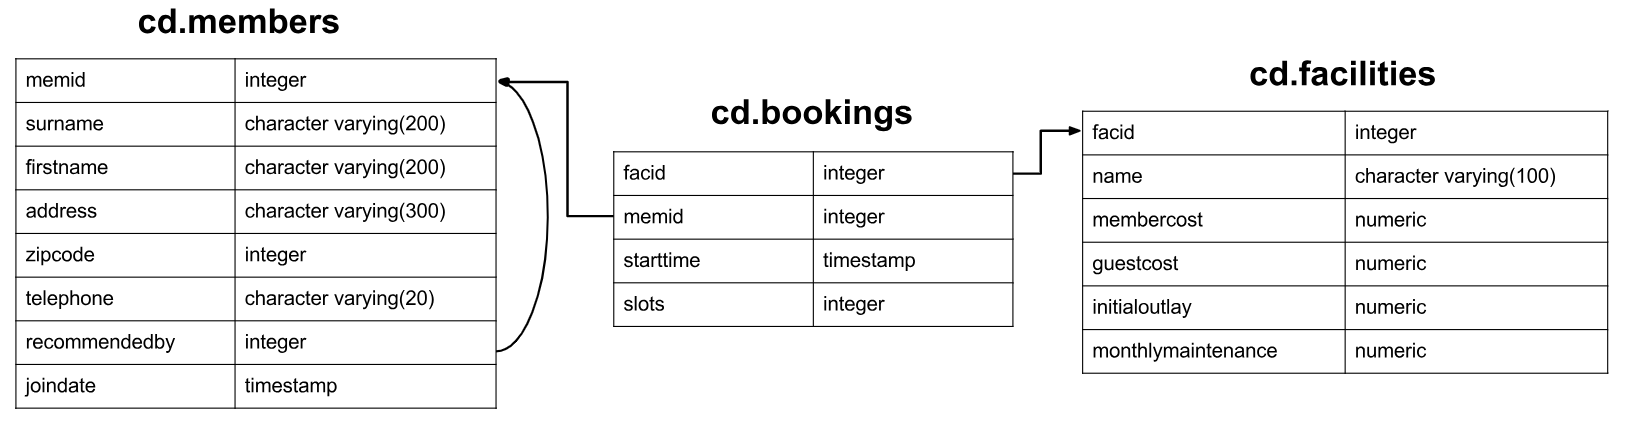 cd.members
memid integer
surname character varying(200)
firstname character varying(200)
address character varying(300)
zipcode integer
telephone character varying(20)
recommendedby integer
joindate timestamp
cd.bookings
facid integer
memid integer
starttime timestamp
slots integer
cd.facilities
facid integer
name character varying(100)
membercost numeric
guestcost numeric
initialoutlay numeric
monthlymaintenance numeric